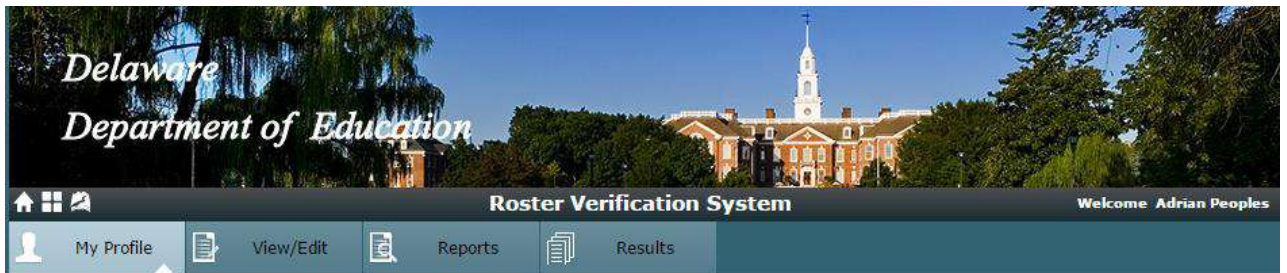 Delaware
Department of Education
Roster Verification System
Welcome Adrian Peoples
My Profile
View/Edit
Reports
Results